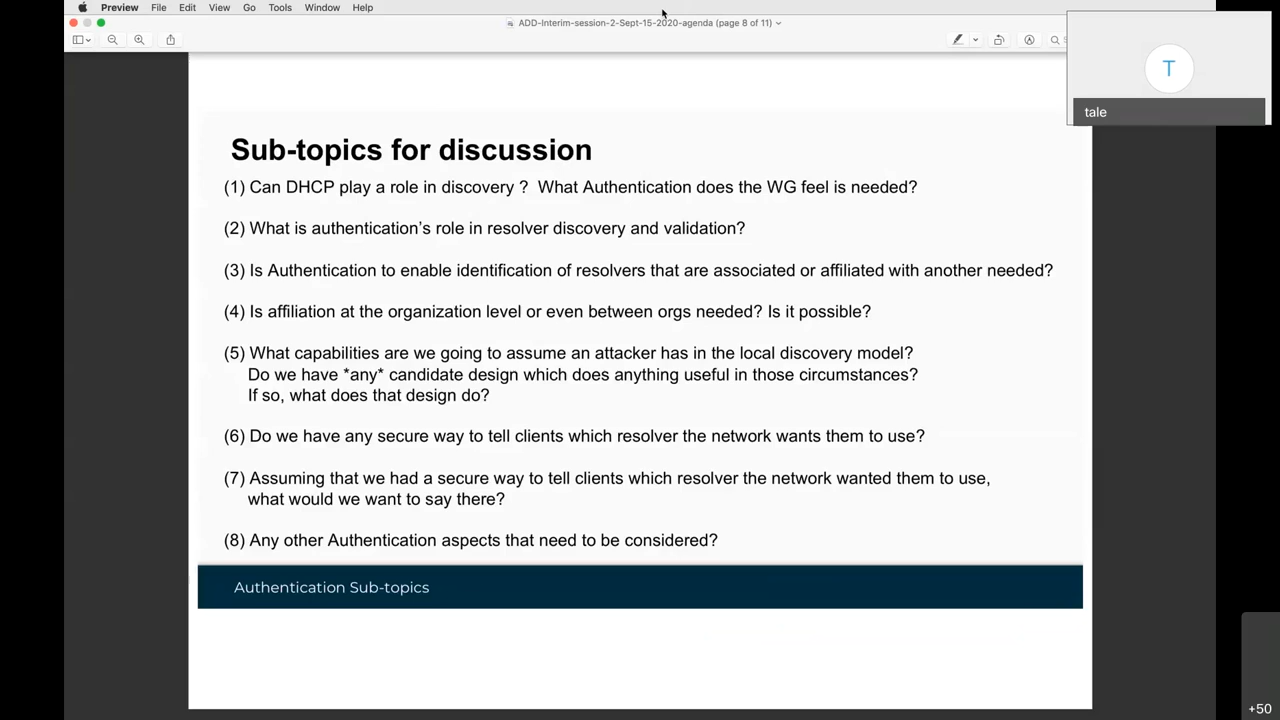 Preview File Edit View Go Tools Window Help
ADD-Interim-session-2-Sept-15-2020-agenda (page 8 of 11)
T
tale
Sub-topics for discussion
(1) Can DHCP play a role in discovery ? What Authentication does the WG feel is needed?
(2) What is authentication's role in resolver discovery and validation?
(3) Is Authentication to enable identification of resolvers that are associated or affiliated with another needed?
(4) Is affiliation at the organization level or even between orgs needed? Is it possible?
(5) What capabilities are we going to assume an attacker has in the local discovery model?
Do we have *any* candidate design which does anything useful in those circumstances?
If so, what does that design do?
(6) Do we have any secure way to tell clients which resolver the network wants them to use?
(7) Assuming that we had a secure way to tell clients which resolver the network wanted them to use,
what would we want to say there?
(8) Any other Authentication aspects that need to be considered?
Authentication Sub-topics
+50